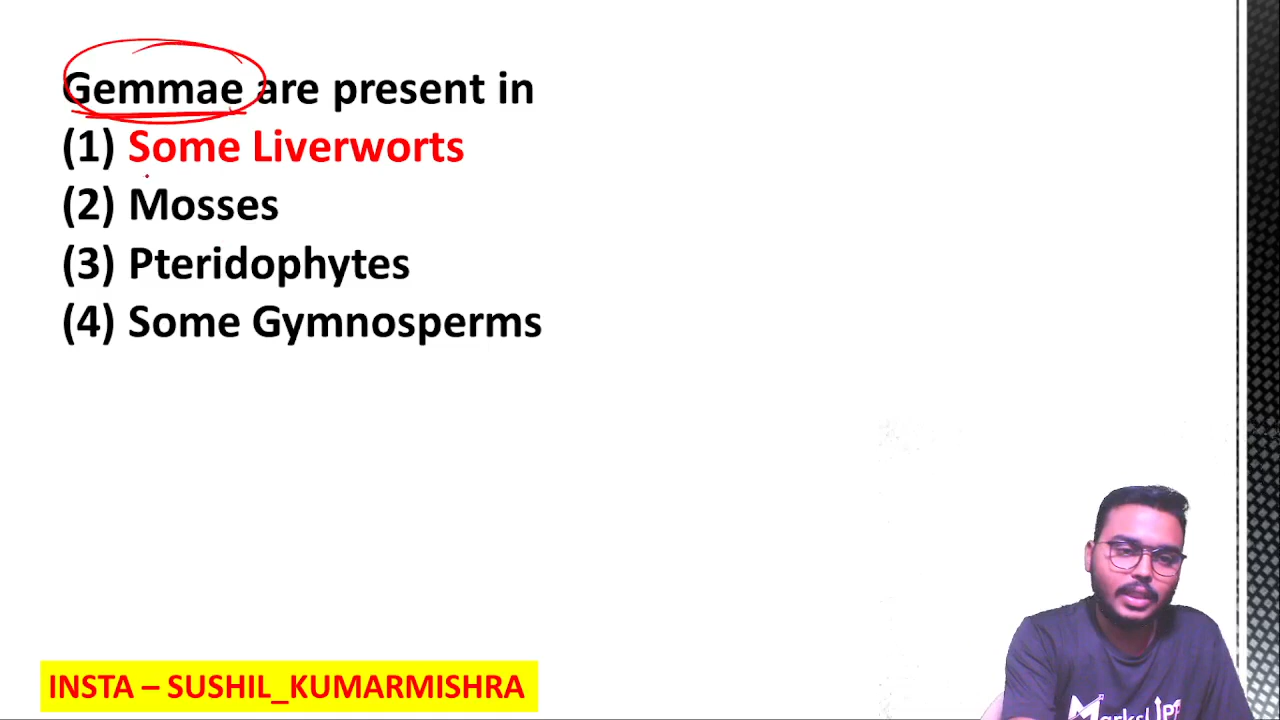 Gemmae are present in
(1) Some Liverworts
(2) Mosses
(3) Pteridophytes
(4) Some Gymnosperms
INSTA – SUSHIL_KUMARMISHRA